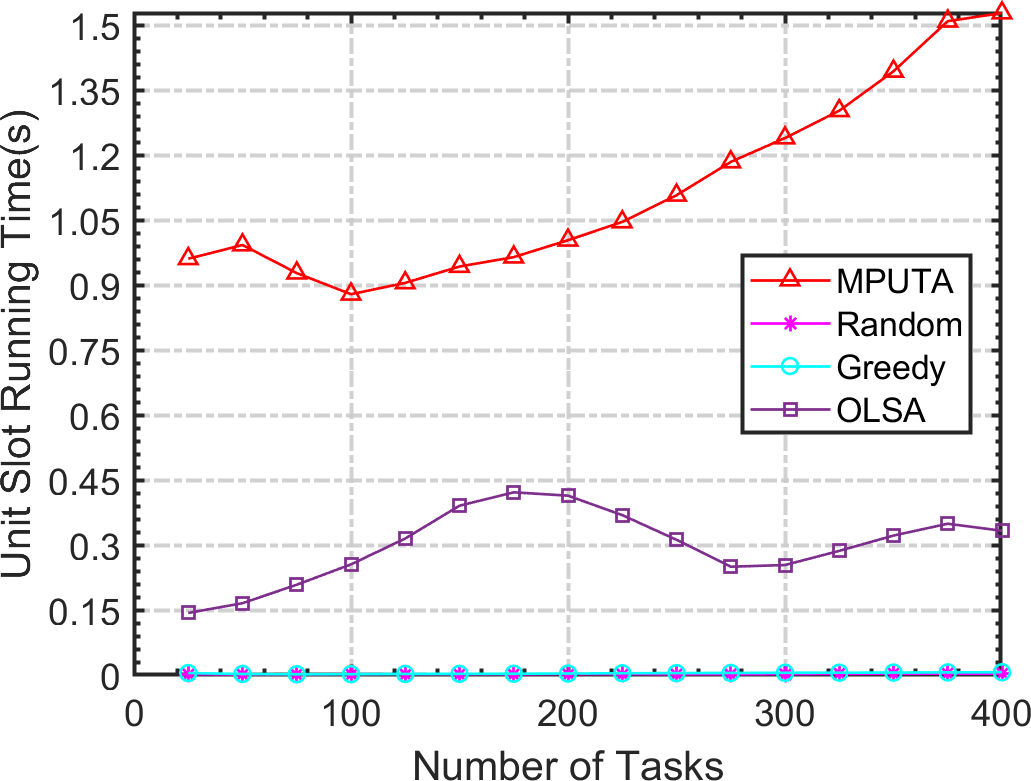 Unit Slot Running Time(s)
1.5
1.35
1.2
1.05
0.9
0.75
0.6
0.45
0.3
0.15
0
MPUTA
Random
Greedy
OLSA
0 100 200 300 400
Number of Tasks